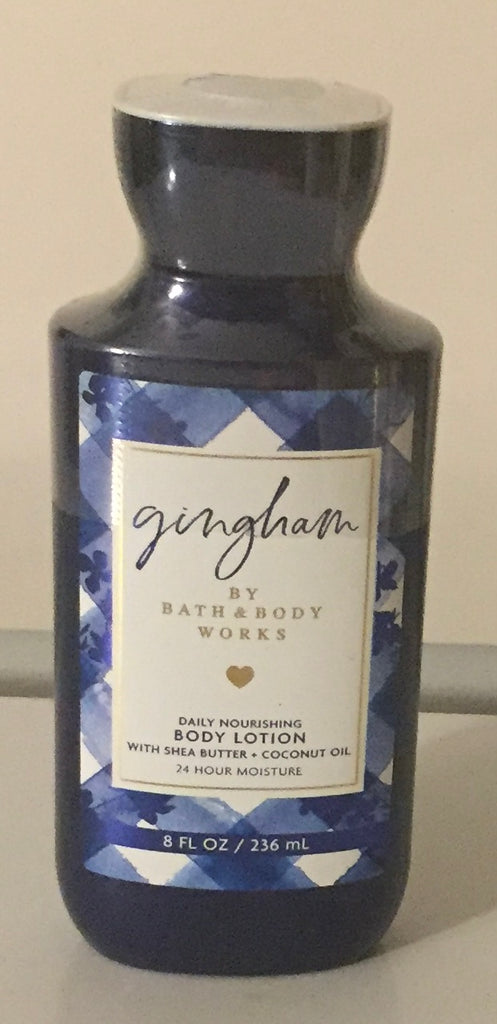 gingham
BY
BATH & BODY
WORKS
DAILY NOURISHING
BODY LOTION
WITH SHEA BUTTER + COCONUT OIL
24 HOUR MOISTURE
8 FL OZ / 236 mL